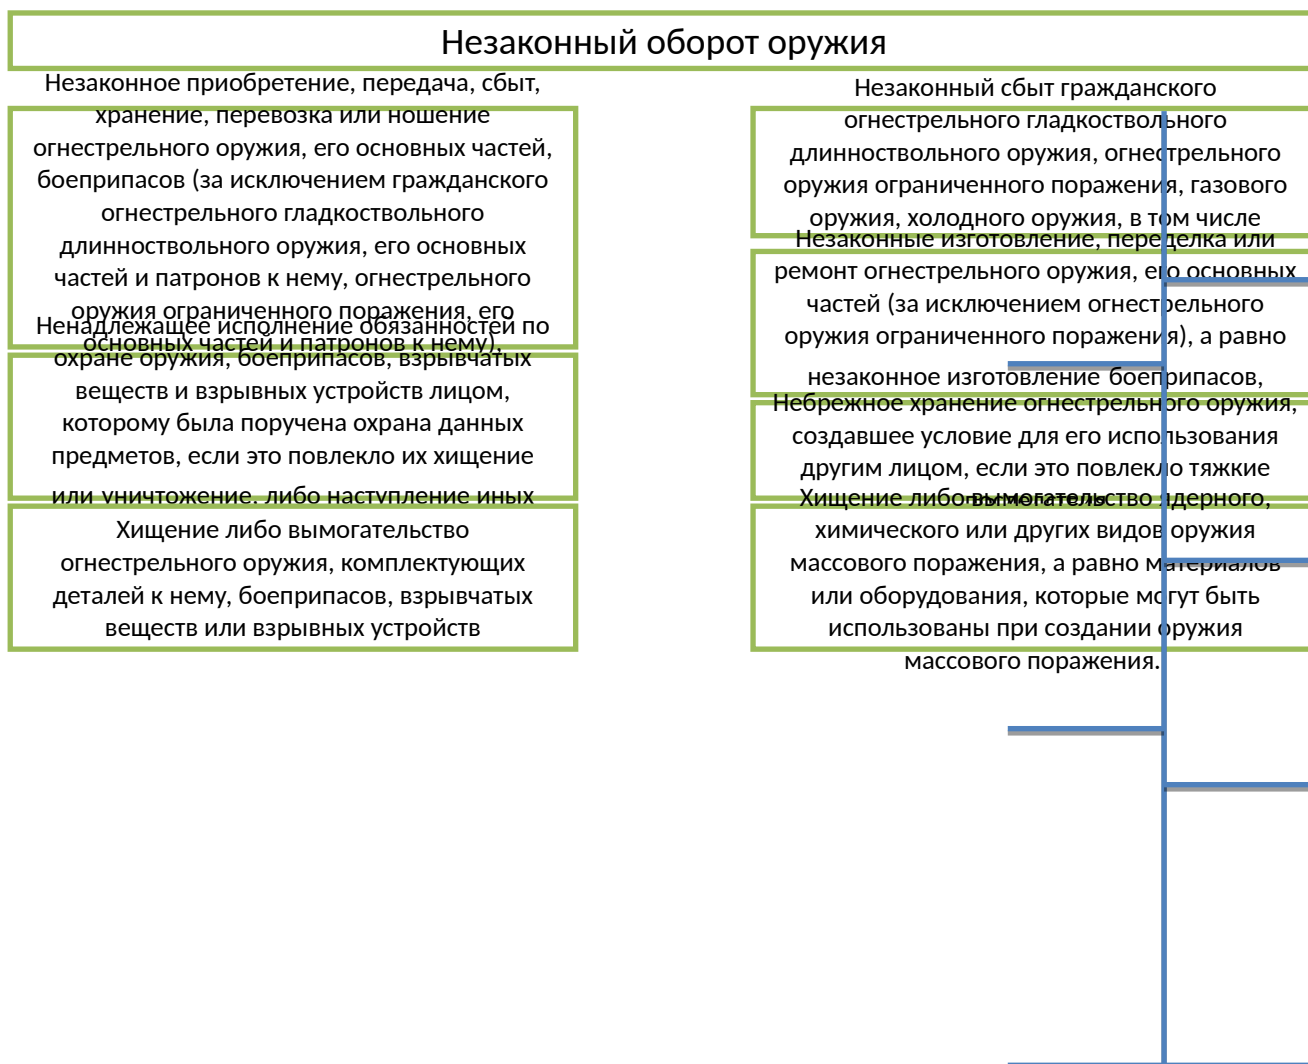 Незаконный оборот оружия
Незаконное приобретение, передача, сбыт,
хранение, перевозка или ношение
огнестрельного оружия, его основных частей,
боеприпасов (за исключением гражданского
огнестрельного гладкоствольного
длинноствольного оружия, его основных
частей и патронов к нему, огнестрельного
оружия ограниченного поражения, его
основных частей и патронов к нему),
Ненадлежащее исполнение обязанностей по
охране оружия, боеприпасов, взрывчатых
веществ и взрывных устройств лицом,
которому была поручена охрана данных
предметов, если это повлекло их хищение
или уничтожение, либо наступление иных
Хищение либо вымогательство
огнестрельного оружия, комплектующих
деталей к нему, боеприпасов, взрывчатых
веществ или взрывных устройств
Незаконный сбыт гражданского
огнестрельного гладкоствольного
длинноствольного оружия, огнестрельного
оружия ограниченного поражения, газового
оружия, холодного оружия, в том числе
Незаконные изготовление, переделка или
ремонт огнестрельного оружия, его основных
частей (за исключением огнестрельного
оружия ограниченного поражения), а равно
незаконное изготовление боеприпасов,
Небрежное хранение огнестрельного оружия,
создавшее условие для его использования
другим лицом, если это повлекло тяжкие
Хищение либо вымогательство ядерного,
химического или других видов оружия
массового поражения, а равно материалов
или оборудования, которые могут быть
использованы при создании оружия
массового поражения.